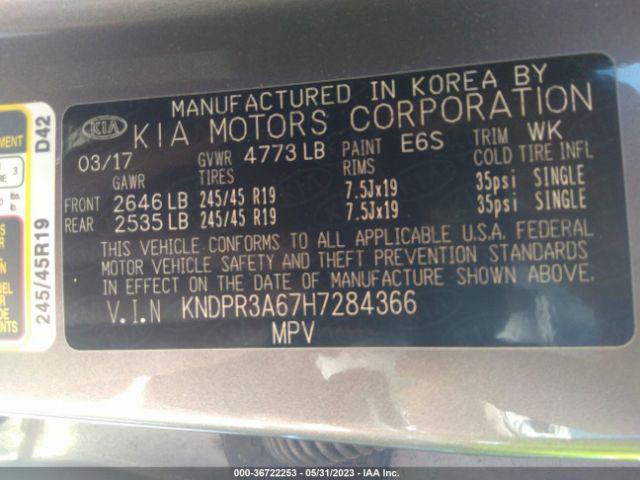 MANUFACTURED IN KOREA BY
KIA KIA MOTORS CORPORATION
03/17 GVWR 4773 LB PAINT E6S TRIM WK
GAWR TIRES RIMS COLD TIRE INFL
FRONT 2646 LB 245/45 R19 7.5Jx19 35psi SINGLE
REAR 2535 LB 245/45 R19 7.5Jx19 35psi SINGLE
THIS VEHICLE CONFORMS TO ALL APPLICABLE U.S.A. FEDERAL
MOTOR VEHICLE SAFETY AND THEFT PREVENTION STANDARDS
IN EFFECT ON THE DATE OF MANUFACTURE SHOWN ABOVE.
V.I.N KNDPR3A67H7284366
MPV
245/45R19 D42
MENT
3
000-36722253 - 05/31/2023 - IAA Inc.